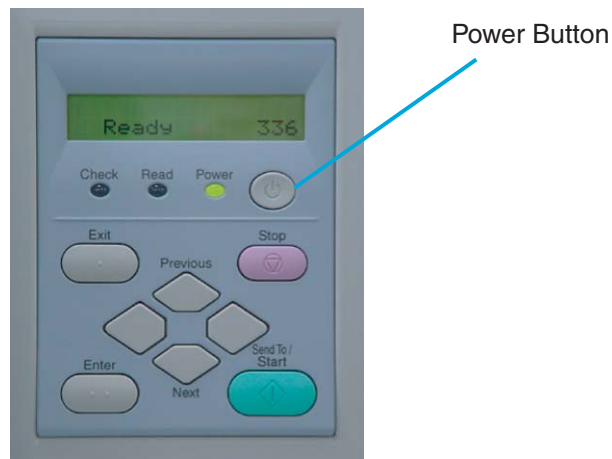 Power Button
Ready 336
Check Read Power
Exit Stop
Previous
Enter Send To /
Start
Next